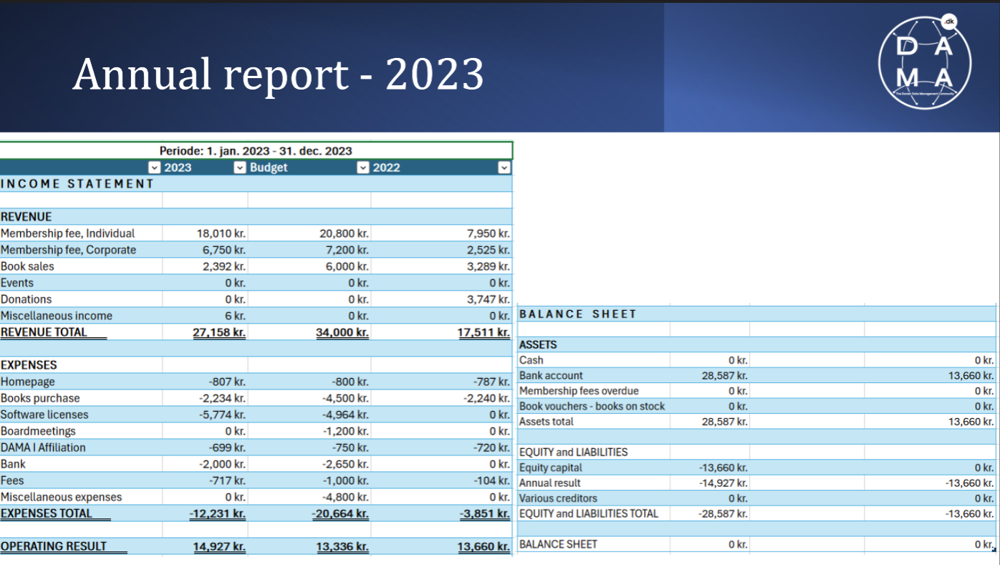 Annual report - 2023
.dk
D A
M A
The Danish Data Management Community
Periode: 1. jan. 2023 - 31. dec. 2023
2023 Budget 2022
INCOME STATEMENT
REVENUE
Membership fee, Individual 18,010 kr. 20,800 kr. 7,950 kr.
Membership fee, Corporate 6,750 kr. 7,200 kr. 2,525 kr.
Book sales 2,392 kr. 6,000 kr. 3,289 kr.
Events 0 kr. 0 kr. 0 kr.
Donations 0 kr. 0 kr. 3,747 kr.
Miscellaneous income 6 kr. 0 kr. 0 kr.
REVENUE TOTAL 27,158 kr. 34,000 kr. 17,511 kr.
EXPENSES
Homepage -807 kr. -800 kr. -787 kr.
Books purchase -2,234 kr. -4,500 kr. -2,240 kr.
Software licenses -5,774 kr. -4,964 kr. 0 kr.
Boardmeetings 0 kr. -1,200 kr. 0 kr.
DAMA I Affiliation -699 kr. -750 kr. -720 kr.
Bank -2,000 kr. -2,650 kr. 0 kr.
Fees -717 kr. -1,000 kr. -104 kr.
Miscellaneous expenses 0 kr. -4,800 kr. 0 kr.
EXPENSES TOTAL -12,231 kr. -20,664 kr. -3,851 kr.
OPERATING RESULT 14,927 kr. 13,336 kr. 13,660 kr.
BALANCE SHEET
ASSETS
Cash 0 kr. 0 kr.
Bank account 28,587 kr. 13,660 kr.
Membership fees overdue 0 kr. 0 kr.
Book vouchers - books on stock 0 kr. 0 kr.
Assets total 28,587 kr. 13,660 kr.
EQUITY and LIABILITIES
Equity capital -13,660 kr. 0 kr.
Annual result -14,927 kr. -13,660 kr.
Various creditors 0 kr. 0 kr.
EQUITY and LIABILITIES TOTAL -28,587 kr. -13,660 kr.
BALANCE SHEET 0 kr. 0 kr.